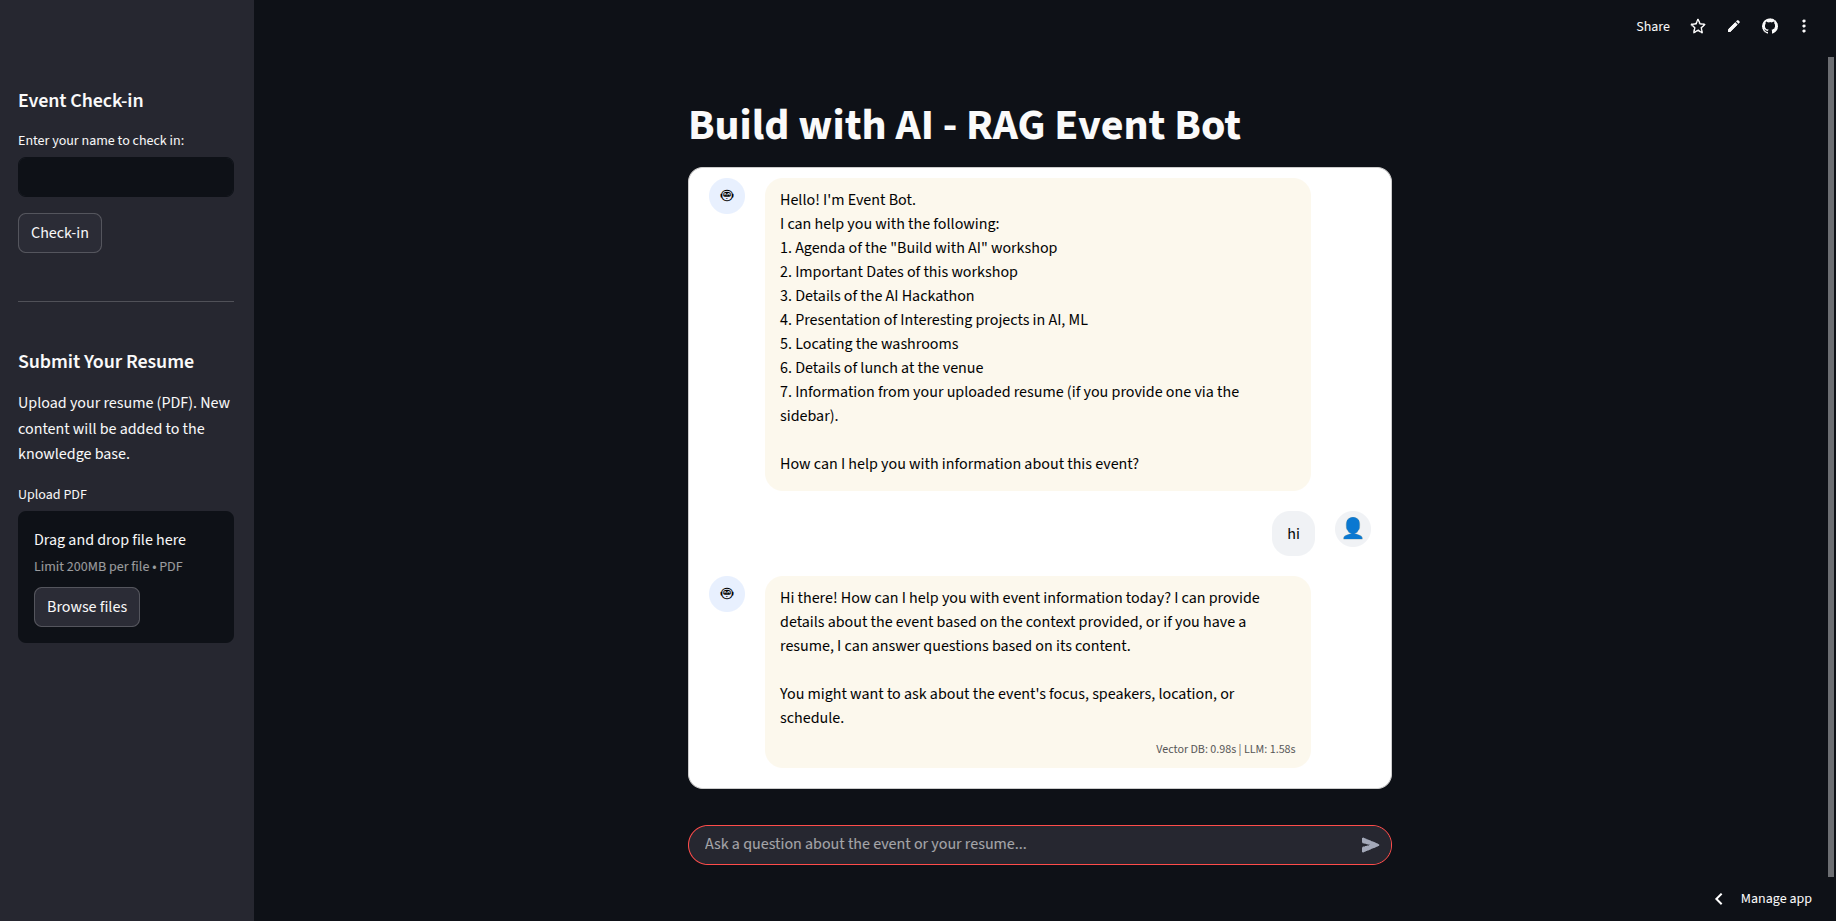 Share
Event Check-in
Enter your name to check in:
Check-in
Submit Your Resume
Upload your resume (PDF). New
content will be added to the
knowledge base.
Upload PDF
Drag and drop file here
Limit 200MB per file • PDF
Browse files
Build with AI - RAG Event Bot
Hello! I'm Event Bot.
I can help you with the following:
1. Agenda of the "Build with AI" workshop
2. Important Dates of this workshop
3. Details of the AI Hackathon
4. Presentation of Interesting projects in AI, ML
5. Locating the washrooms
6. Details of lunch at the venue
7. Information from your uploaded resume (if you provide one via the
sidebar).
How can I help you with information about this event?
hi
Hi there! How can I help you with event information today? I can provide
details about the event based on the context provided, or if you have a
resume, I can answer questions based on its content.
You might want to ask about the event's focus, speakers, location, or
schedule.
Vector DB: 0.98s | LLM: 1.58s
Ask a question about the event or your resume...
Manage app